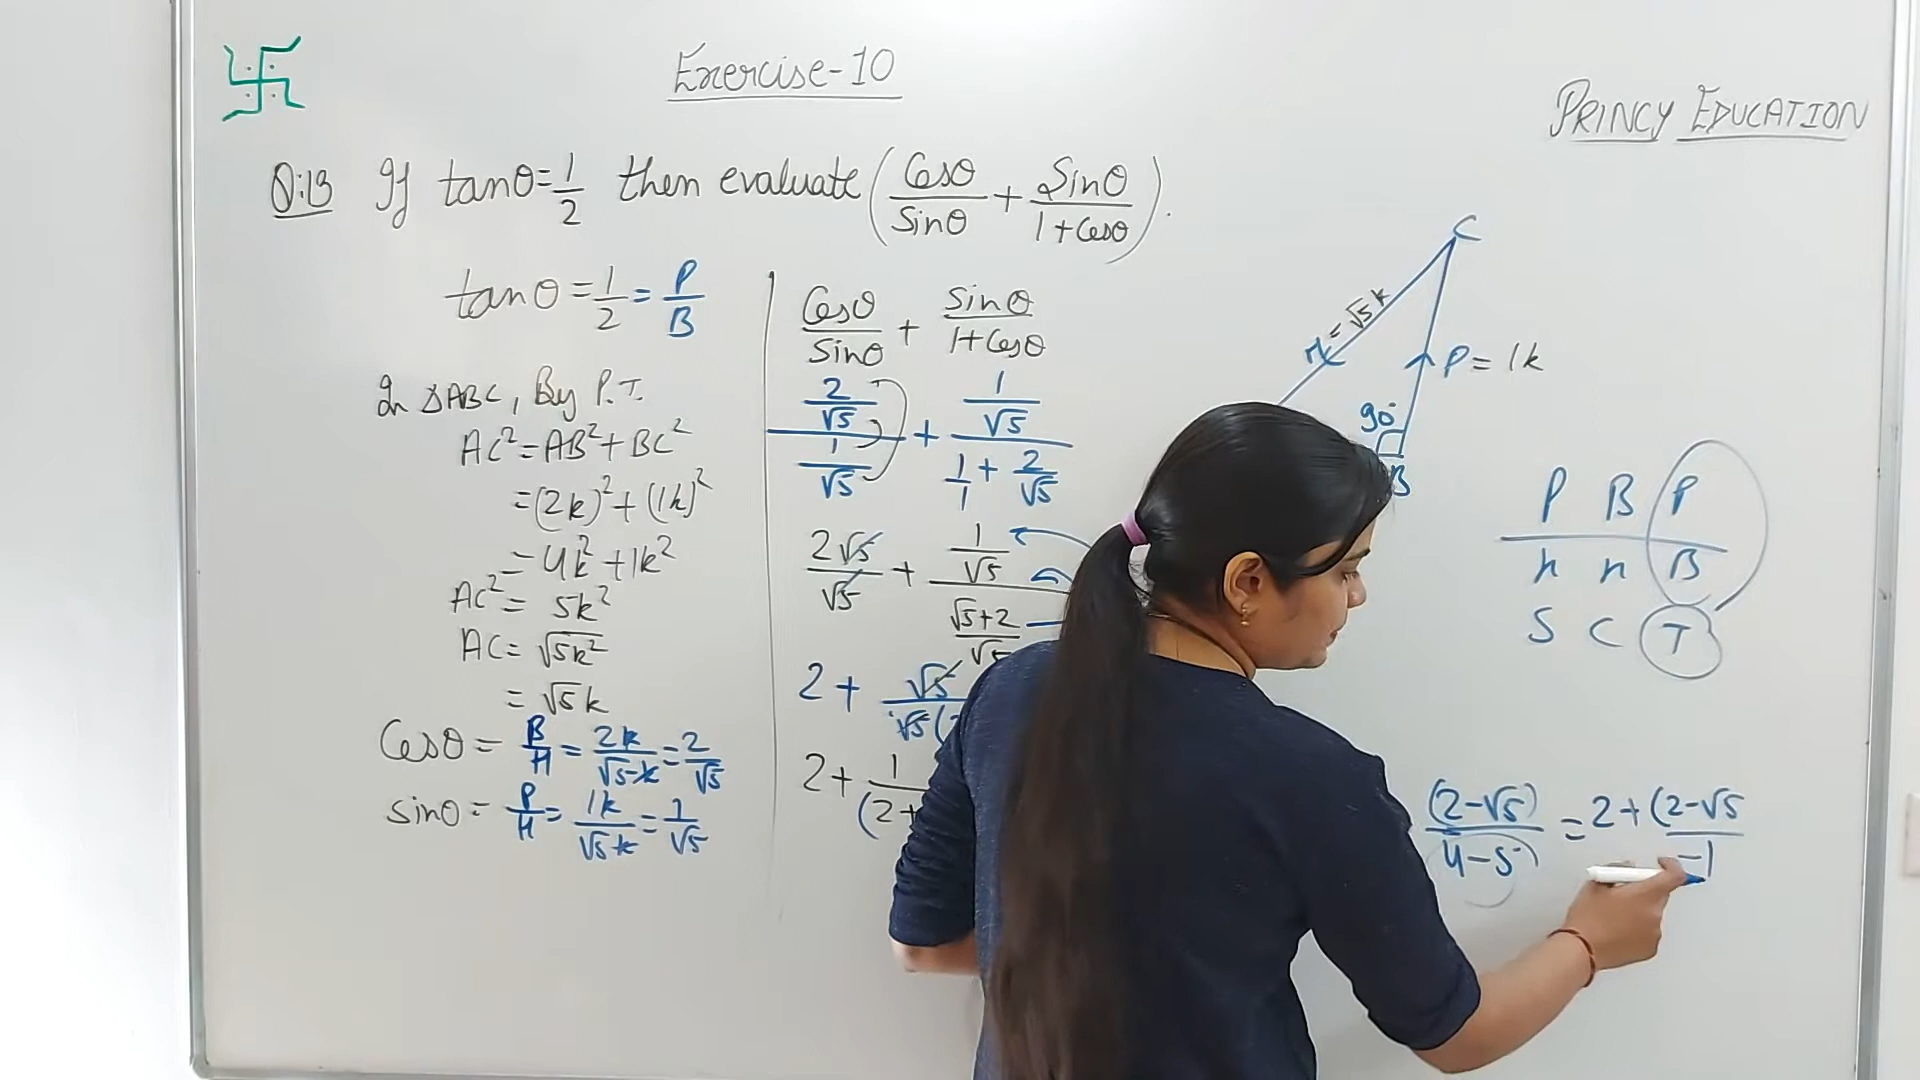 Exercise-10
PRINCY EDUCATION
Q:13 If tanθ=1/2 then evaluate (Cosθ/Sinθ + Sinθ/1+Cosθ).
tanθ=1/2=P/B
In ΔABC, By P.T.
AC²=AB²+BC²
=(2k)²+(1k)²
=4k²+1k²
AC²=5k²
AC=√5k²
=√5k
Cosθ=B/H=2k/√5k=2/√5
Sinθ=P/H=1k/√5k=1/√5
Cosθ/Sinθ + Sinθ/1+Cosθ
2/√5/1/√5 + 1/√5/1/1+2/√5
2√5/√5 + 1/√5/√5+2/√5
2+ √5/√5(
2+ 1/(2+
(2-√5)/4-5 =2+(2-√5/-1
C
H=√5k
P=1k
90°
B
P B P
h h B
S C T